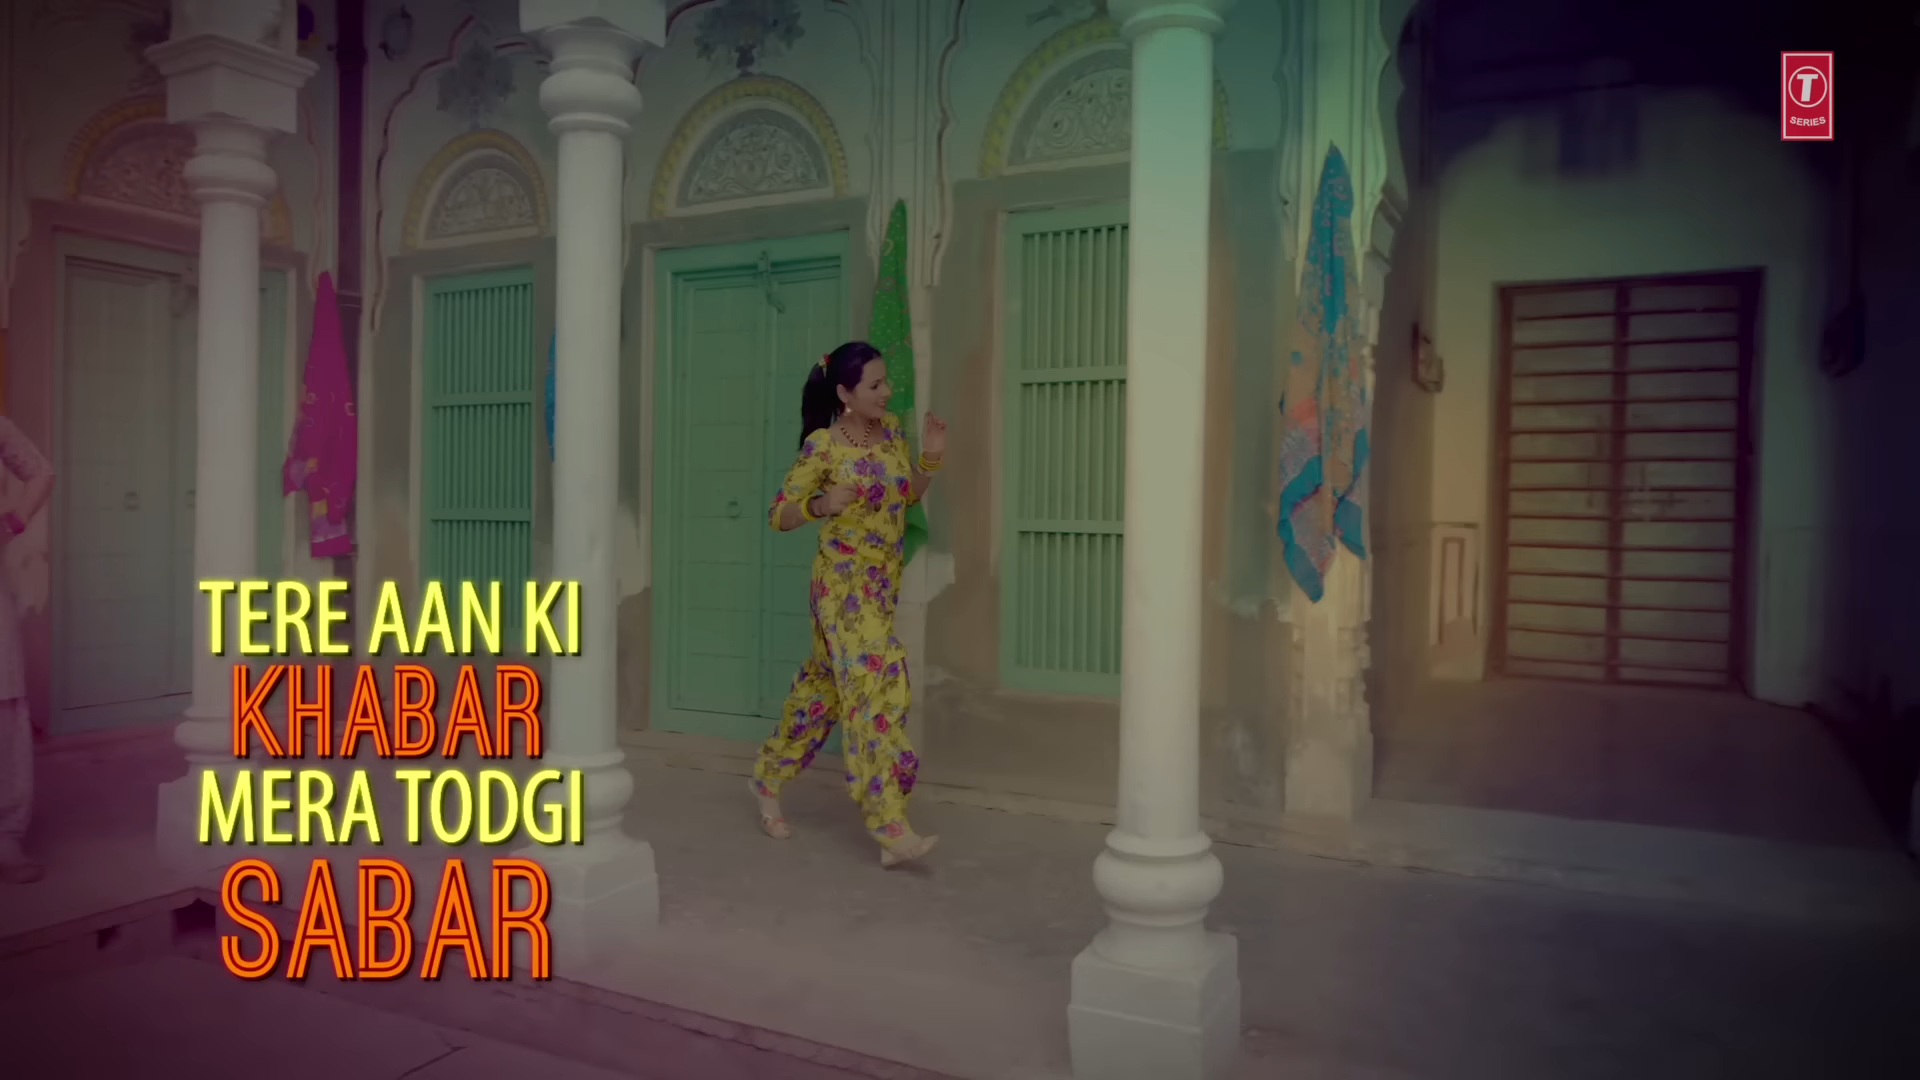 T
SERIES
TERE AAN KI
KHABAR
MERA TODGI
SABAR